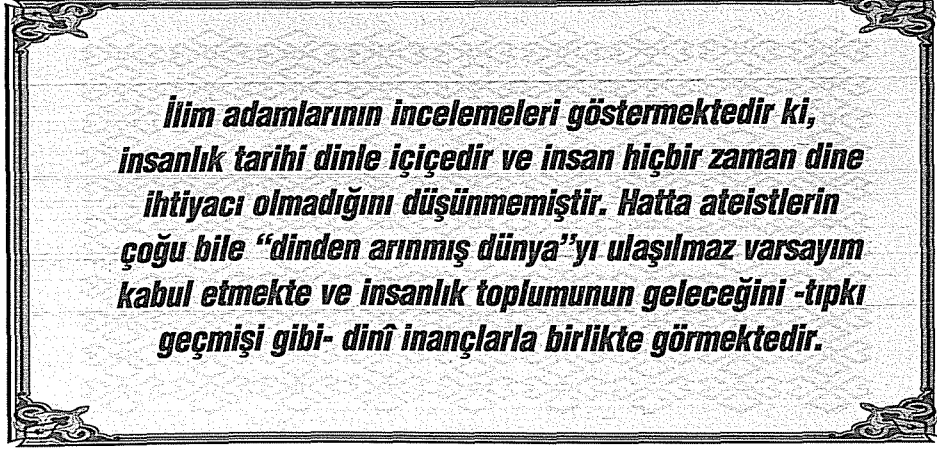 İlim adamlarının incelemeleri göstermektedir ki,
insanlık tarihi dinle içiçedir ve insan hiçbir zaman dine
ihtiyacı olmadığını düşünmemiştir. Hatta ateistlerin
çoğu bile “dinden arınmış dünya”yı ulaşılmaz varsayım
kabul etmekte ve insanlık toplumunun geleceğini -tıpkı
geçmişi gibi- dinî inançlarla birlikte görmektedir.